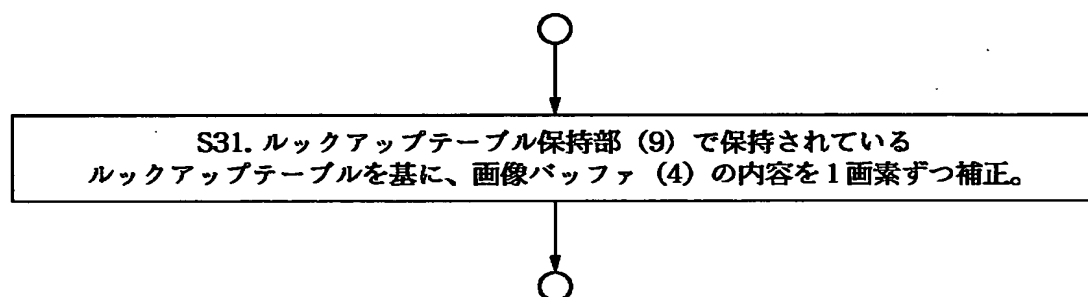 S31. ルックアップテーブル保持部（9）で保持されている
ルックアップテーブルを基に、画像バッファ（4）の内容を1画素ずつ補正。